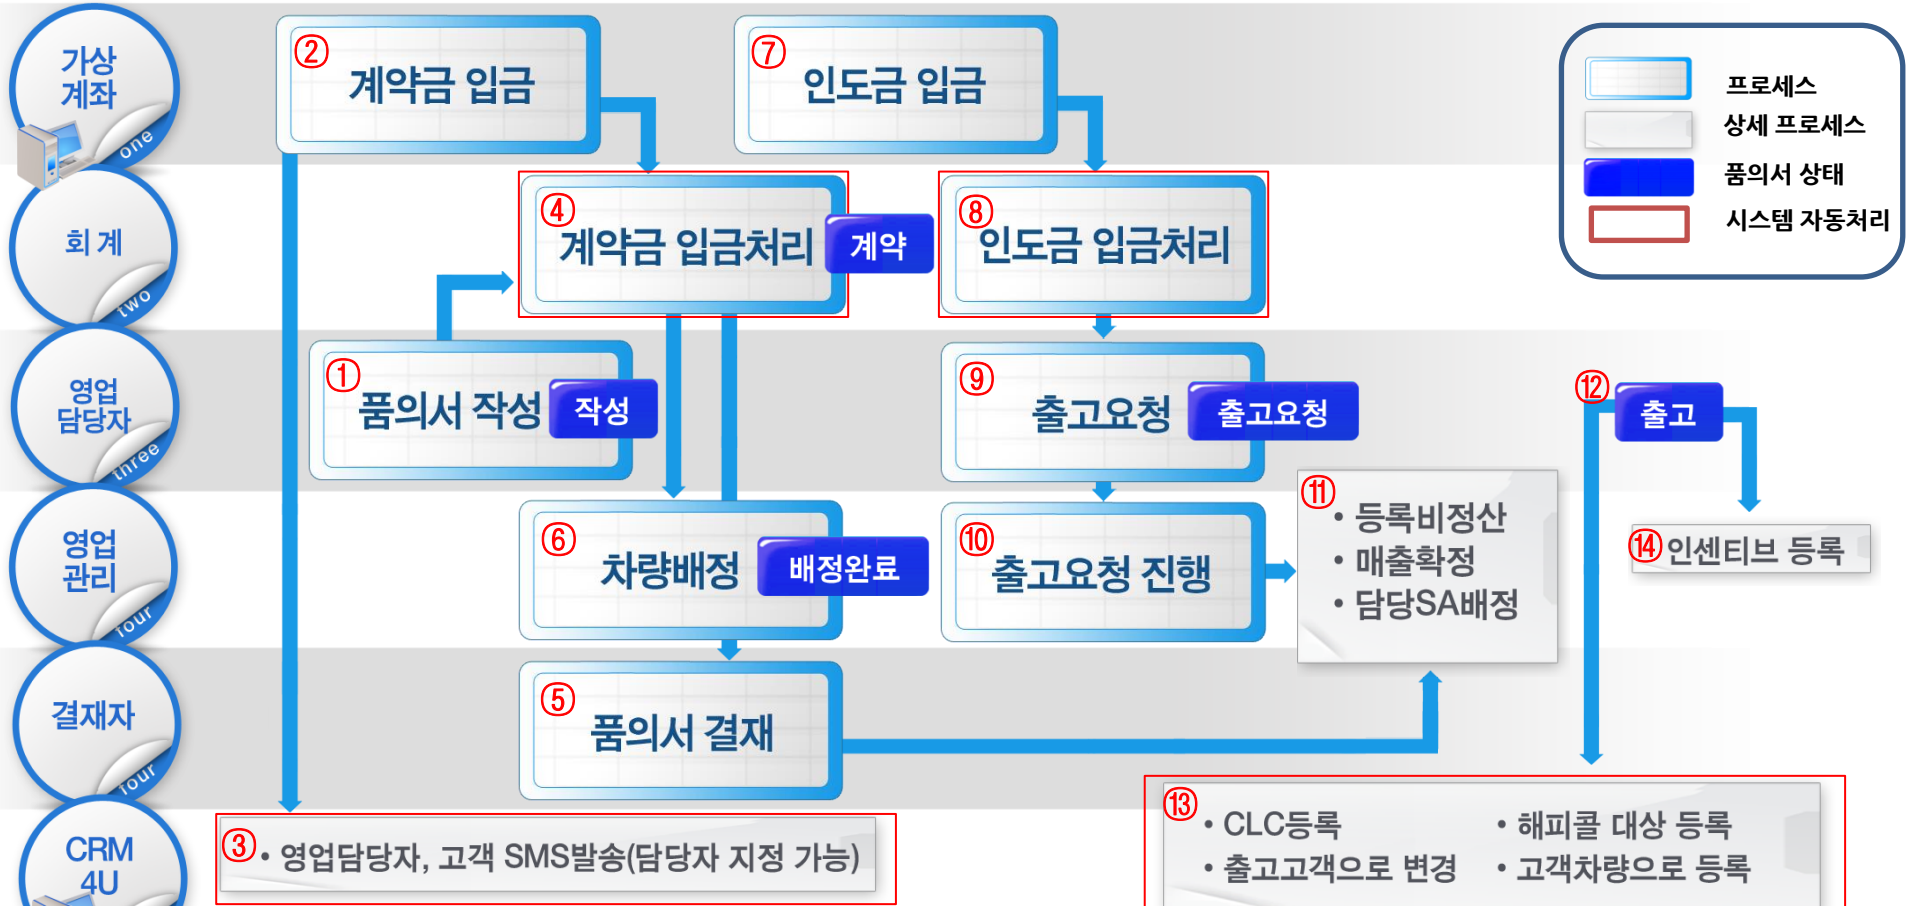 가상
계좌
one
② 계약금 입금
⑦ 인도금 입금
프로세스
상세 프로세스
품의서 상태
시스템 자동처리
회 계
two
④ 계약금 입금처리
계약
⑧ 인도금 입금처리
영업
담당자
three
① 품의서 작성
작성
⑨ 출고요청
출고요청
⑫ 출고
영업
관리
four
⑥ 차량배정
배정완료
⑩ 출고요청 진행
⑪
• 등록비정산
• 매출확정
• 담당SA배정
⑭ 인센티브 등록
결재자
four
⑤ 품의서 결재
CRM
4U
③ • 영업담당자, 고객 SMS발송(담당자 지정 가능)
⑬
• CLC등록 • 해피콜 대상 등록
• 출고고객으로 변경 • 고객차량으로 등록